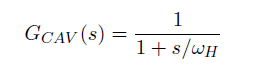 G_{CAV}(s) = \frac{1}{1 + s/\omega_H}